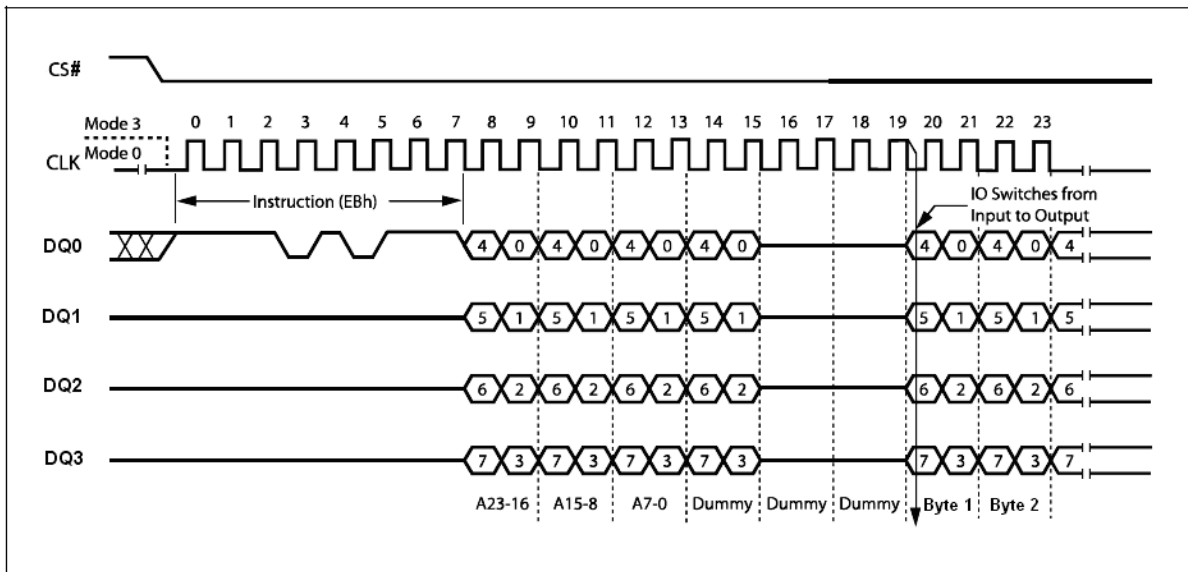 CS#
Mode 3
0 1 2 3 4 5 6 7 8 9 10 11 12 13 14 15 16 17 18 19 20 21 22 23
Mode 0
CLK
Instruction (EBh)
IO Switches from
Input to Output
DQ0 4 0 4 0 4 0 4 0 4 0 4 0 4
DQ1 5 1 5 1 5 1 5 1 5 1 5 1 5
DQ2 6 2 6 2 6 2 6 2 6 2 6 2 6
DQ3 7 3 7 3 7 3 7 3 7 3 7 3 7
A23-16 A15-8 A7-0 Dummy Dummy Dummy Byte 1 Byte 2